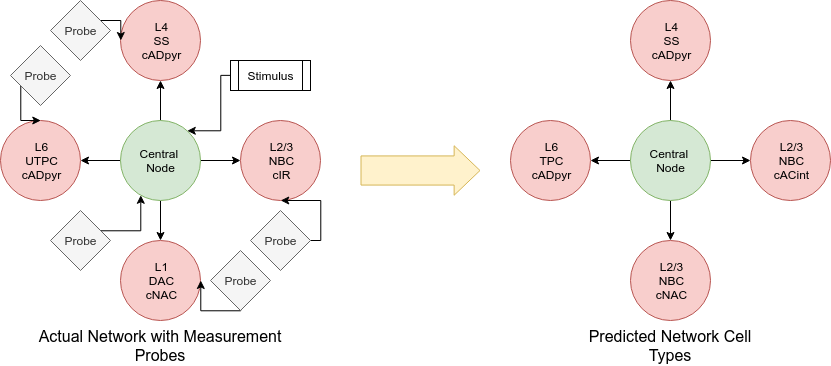 Probe
L4
SS
cADpyr
Probe
Stimulus
L6
UTPC
cADpyr
Central
Node
L2/3
NBC
cIR
Probe
Probe
L1
DAC
cNAC
Probe
Actual Network with Measurement
Probes
L4
SS
cADpyr
L6
TPC
cADpyr
Central
Node
L2/3
NBC
cACint
L2/3
NBC
cNAC
Predicted Network Cell
Types